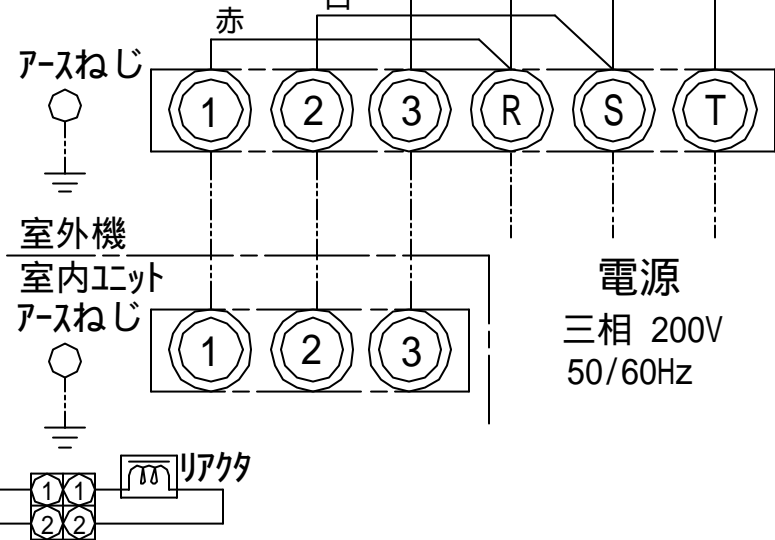 赤
アースねじ
1 2 3 R S T
室外機
室内ユニット
アースねじ
1 2 3
電源
三相 200V
50/60Hz
リアクタ
1 1
2 2